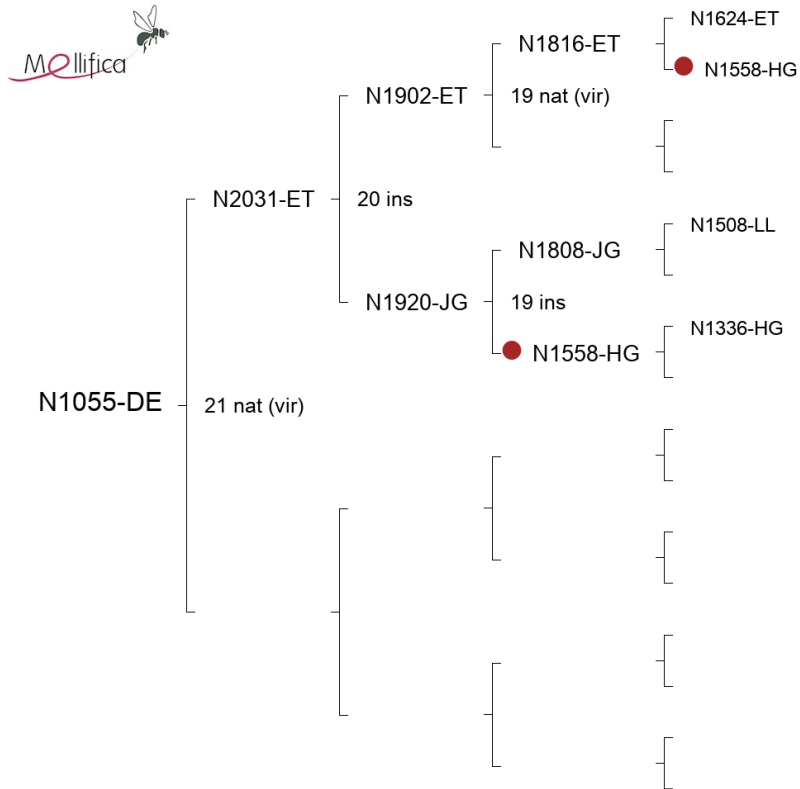 Mellifica
N1624-ET
N1816-ET
N1558-HG
N1902-ET
19 nat (vir)
N2031-ET
20 ins
N1508-LL
N1808-JG
N1920-JG
19 ins
N1336-HG
N1558-HG
N1055-DE
21 nat (vir)